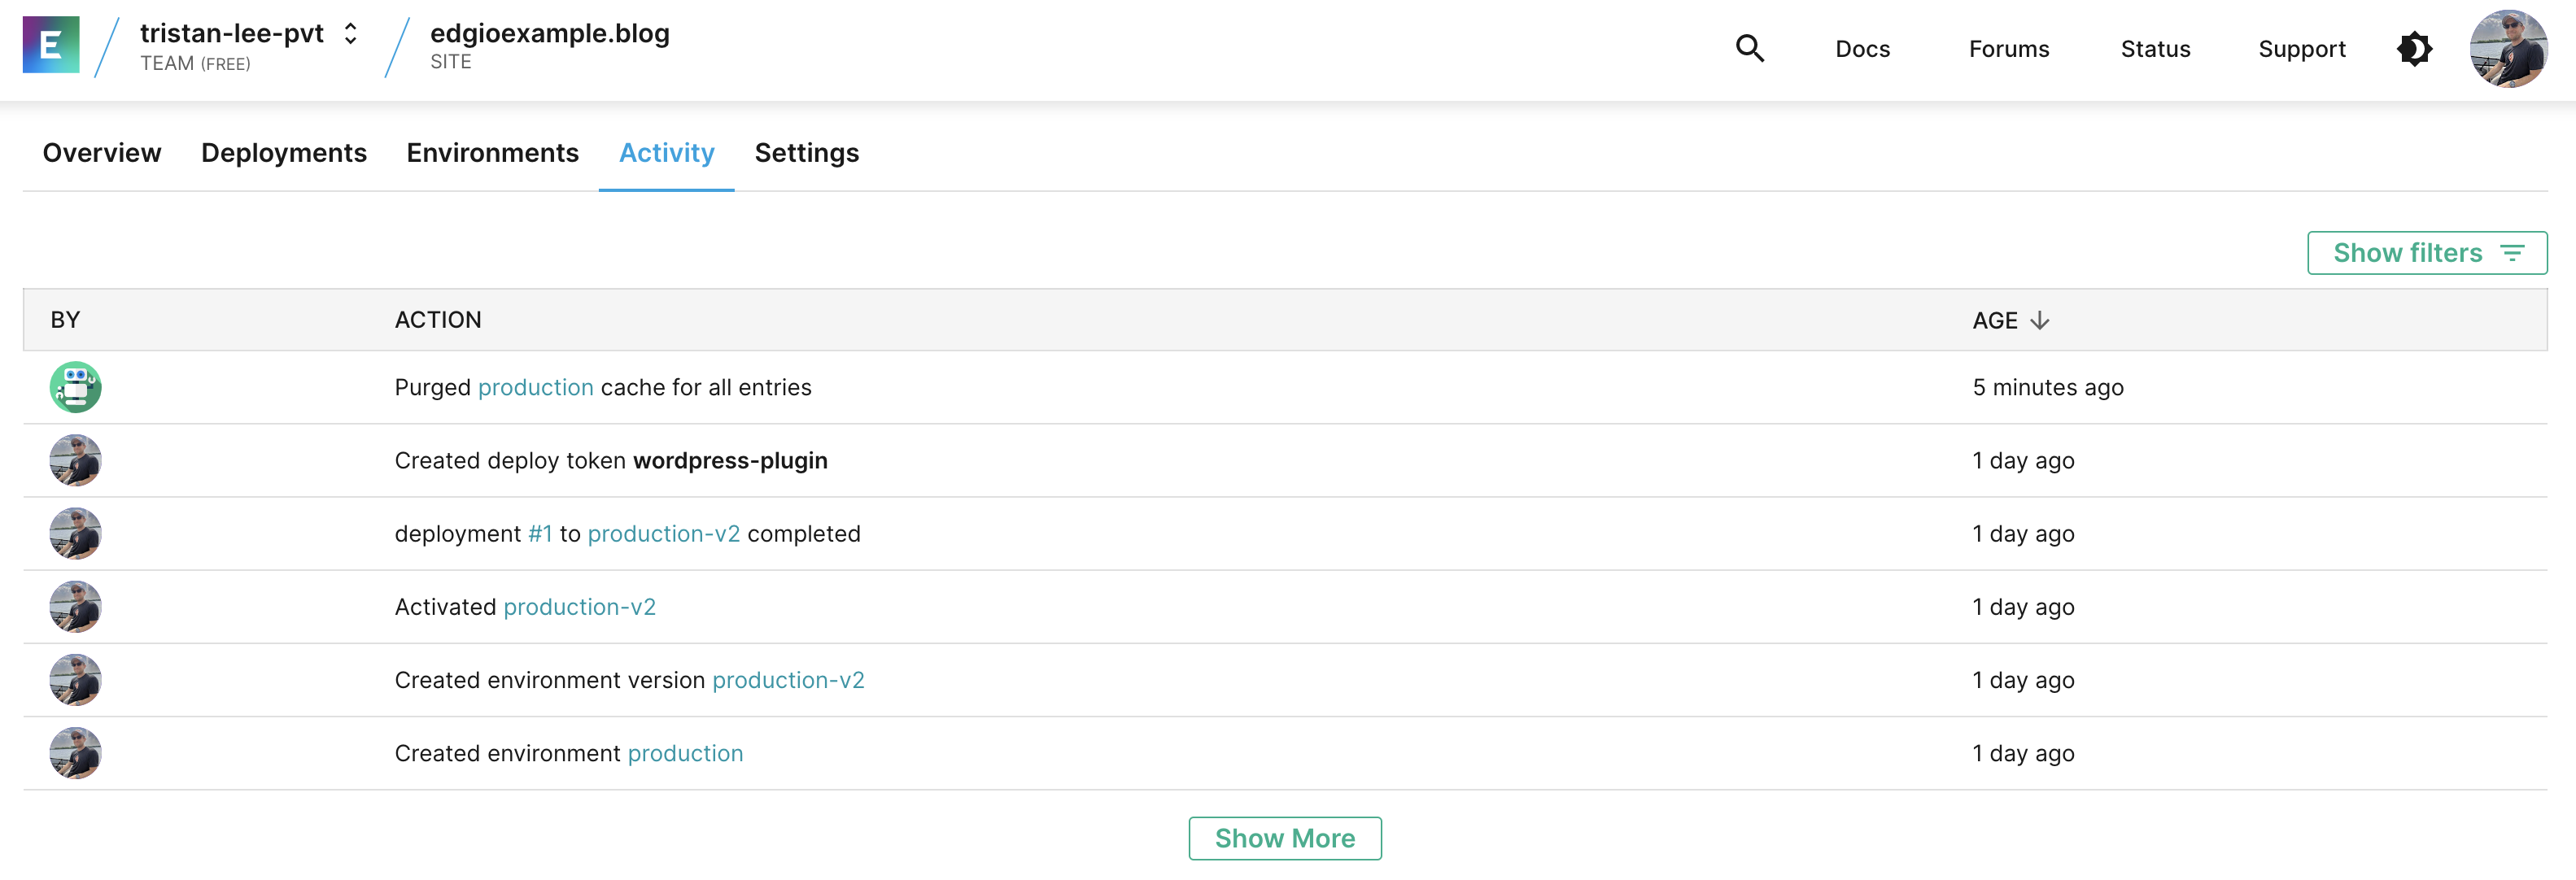 E
tristan-lee-pvt
TEAM (FREE)
edgioexample.blog
SITE
Docs Forums Status Support
Overview Deployments Environments Activity Settings
Show filters
BY ACTION AGE
Purged production cache for all entries 5 minutes ago
Created deploy token wordpress-plugin 1 day ago
deployment #1 to production-v2 completed 1 day ago
Activated production-v2 1 day ago
Created environment version production-v2 1 day ago
Created environment production 1 day ago
Show More